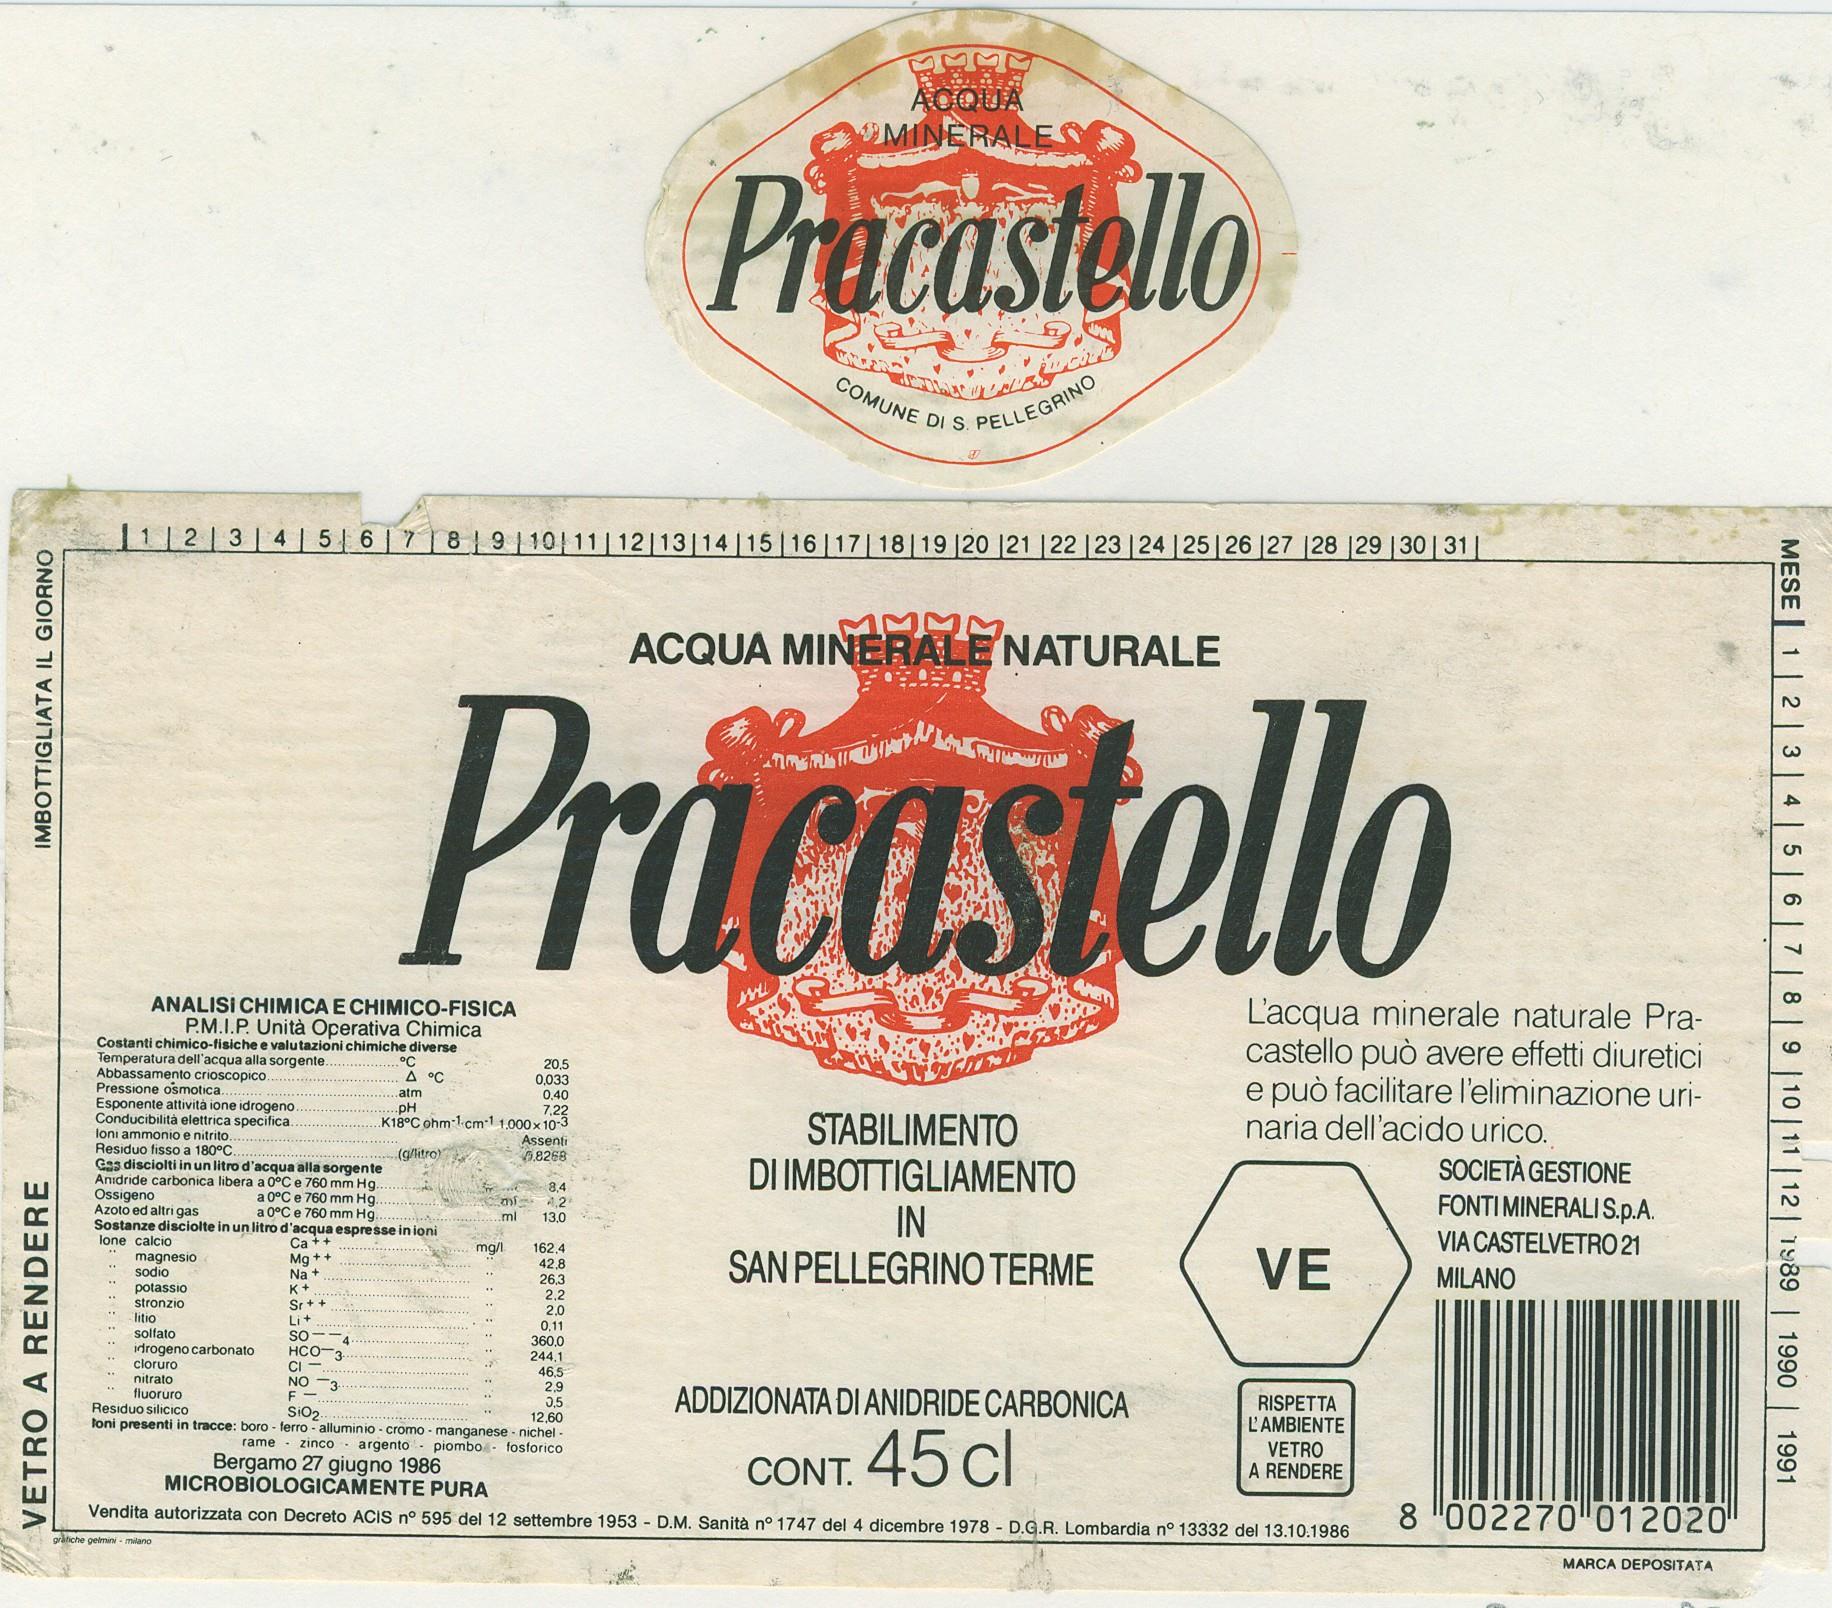 ACQUA
MINERALE
Pracastello
COMUNE DI S. PELLEGRINO
IMBOTTIGLIATA IL GIORNO
1 | 2 | 3 | 4 | 5 | 6 | 7 | 8 | 9 | 10 | 11 | 12 | 13 | 14 | 15 | 16 | 17 | 18 | 19 | 20 | 21 | 22 | 23 | 24 | 25 | 26 | 27 | 28 | 29 | 30 | 31 |
MESE | 1 | 2 | 3 | 4 | 5 | 6 | 7 | 8 | 9 | 10 | 11 | 12 | 1989 | 1990 | 1991
VETRO A RENDERE
ACQUA MINERALE NATURALE
Pracastello
ANALISI CHIMICA E CHIMICO-FISICA
P.M.I.P. Unità Operativa Chimica
Costanti chimico-fisiche e valutazioni chimiche diverse
Temperatura dell'acqua alla sorgente °C 20,5
Abbassamento crioscopico Δ °C 0,033
Pressione osmotica atm 0,40
Esponente attività ione idrogeno pH 7,22
Conducibilità elettrica specifica K18°C ohm-1 cm-1 1,000×10-3
Ioni ammonio e nitrito Assenti
Residuo fisso a 180°C (g/litro) 0,8268
Gas disciolti in un litro d'acqua alla sorgente
Anidride carbonica libera a 0°C e 760 mm Hg 8,4
Ossigeno a 0°C e 760 mm Hg ml
Azoto ed altri gas a 0°C e 760 mm Hg ml 13,0
Sostanze disciolte in un litro d'acqua espresse in ioni
Ione calcio Ca++ mg/l 162,4
" magnesio Mg++ " 42,8
" sodio Na+ " 26,3
" potassio K+ " 2,2
" stronzio Sr++ " 2,0
" litio Li+ " 0,11
" solfato SO--4 " 360,0
" idrogeno carbonato HCO-3 " 244,1
" cloruro Cl- " 46,5
" nitrato NO-3 " 2,9
" fluoruro F- " 0,5
Residuo silicico SiO2 " 12,60
Ioni presenti in tracce: boro - ferro - alluminio - cromo - manganese - nichel -
rame - zinco - argento - piombo - fosforico
Bergamo 27 giugno 1986
MICROBIOLOGICAMENTE PURA
STABILIMENTO
DI IMBOTTIGLIAMENTO
IN
SAN PELLEGRINO TERME
ADDIZIONATA DI ANIDRIDE CARBONICA
CONT. 45 cl
L'acqua minerale naturale Pra-
castello può avere effetti diuretici
e può facilitare l'eliminazione uri-
naria dell'acido urico.
VE
SOCIETÀ GESTIONE
FONTI MINERALI S.p.A.
VIA CASTELVETRO 21
MILANO
RISPETTA
L'AMBIENTE
VETRO
A RENDERE
8 002270 012020
Vendita autorizzata con Decreto ACIS n° 595 del 12 settembre 1953 - D.M. Sanità n° 1747 del 4 dicembre 1978 - D.G.R. Lombardia n° 13332 del 13.10.1986
grafiche gelmini - milano
MARCA DEPOSITATA